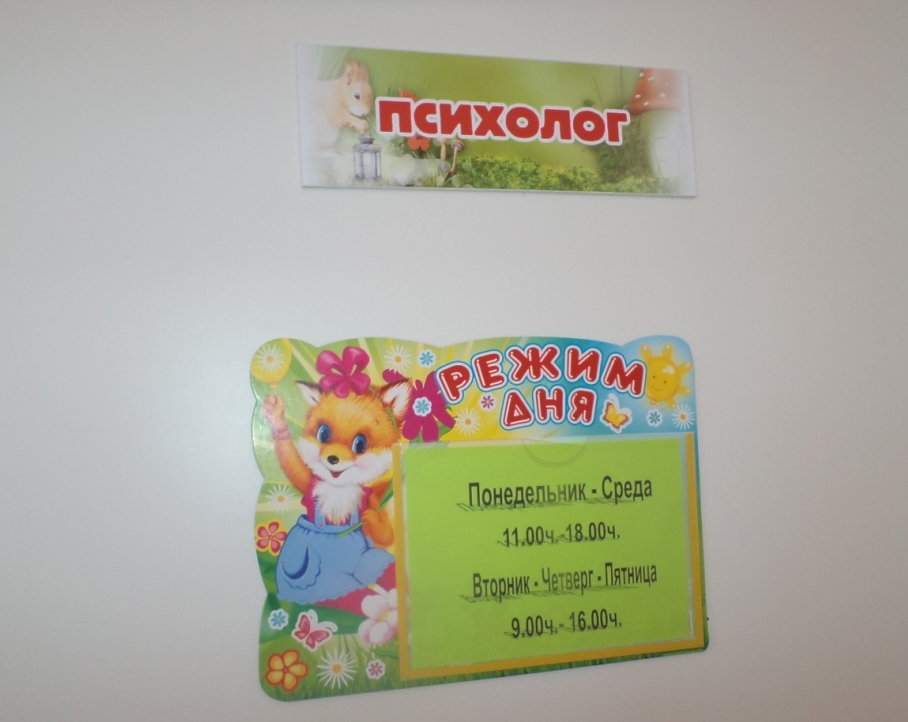 ПСИХОЛОГ
РЕЖИМ
ДНЯ
Понедельник - Среда
11.00ч.-18.00ч.
Вторник - Четверг - Пятница
9.00ч.- 16.00ч.